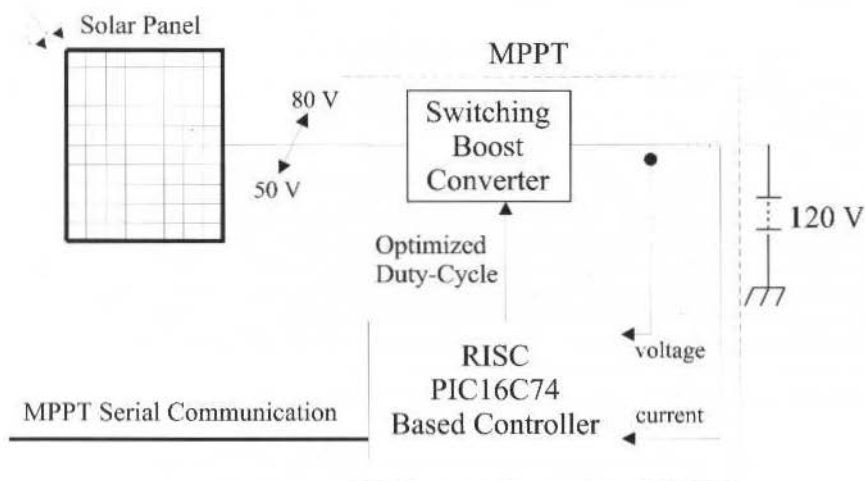 Solar Panel
MPPT
80 V
50 V
Switching
Boost
Converter
120 V
Optimized
Duty-Cycle
RISC
PIC16C74
Based Controller
voltage
current
MPPT Serial Communication